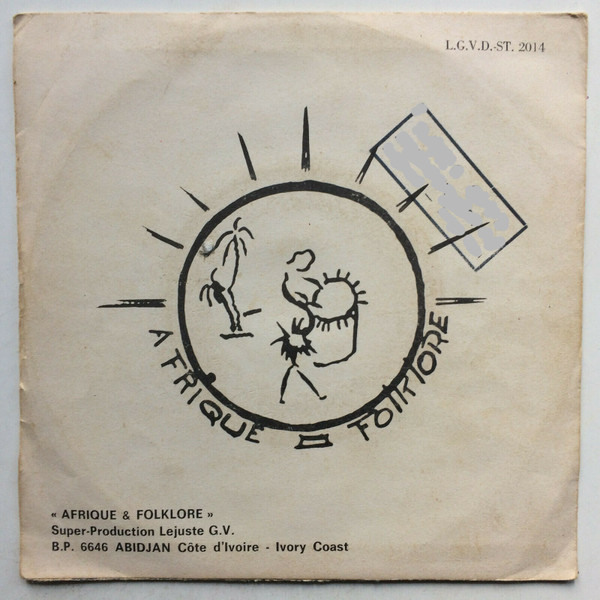 L.G.V.D.-ST. 2014
AFRIQUE FOLKLORE
« AFRIQUE & FOLKLORE »
Super-Production Lejuste G.V.
B.P. 6646 ABIDJAN Côte d'Ivoire - Ivory Coast